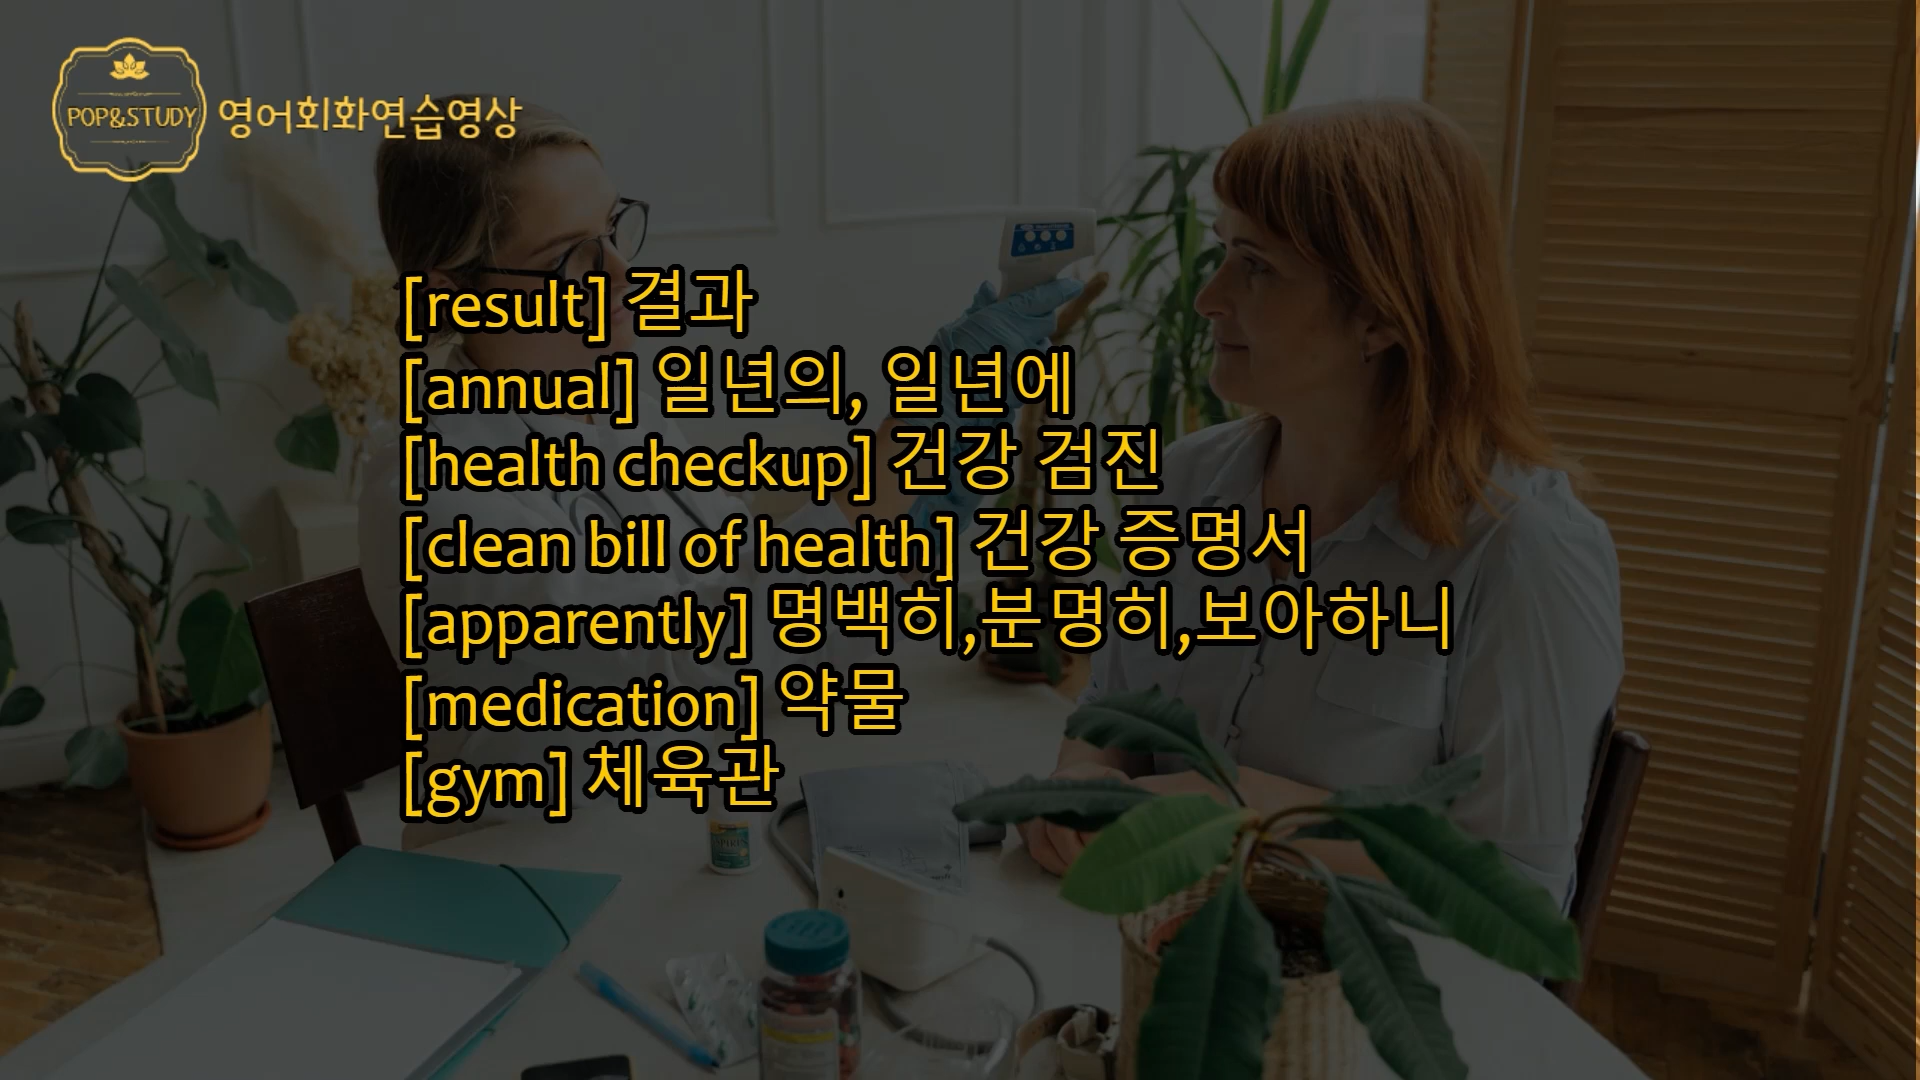 POP&STUDY 영어회화연습영상
[result] 결과
[annual] 일년의, 일년에
[health checkup] 건강 검진
[clean bill of health] 건강 증명서
[apparently] 명백히,분명히,보아하니
[medication] 약물
[gym] 체육관